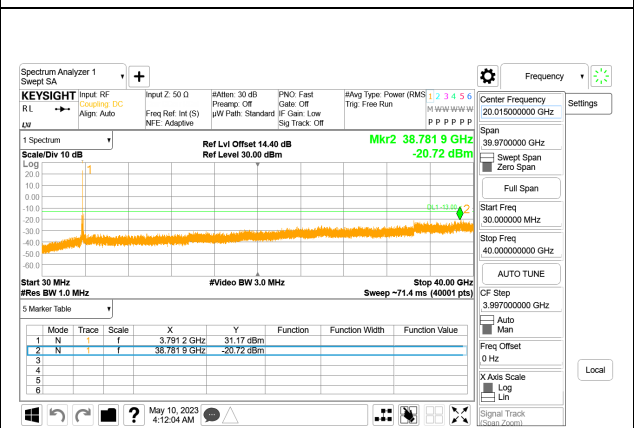 Spectrum Analyzer 1
Swept SA
Frequency
KEYSIGHT
RL
Input: RF
Coupling: DC
Align: Auto
Input Z: 50 Ω
Freq Ref: Int (S)
NFE: Adaptive
#Atten: 30 dB
Preamp: Off
µW Path: Standard
PNO: Fast
Gate: Off
IF Gain: Low
Sig Track: Off
#Avg Type: Power (RMS
Trig: Free Run
1 2 3 4 5 6
M W W W W W
P P P P P P
Center Frequency
20.015000000 GHz
Settings
Span
39.9700000 GHz
Swept Span
Zero Span
Full Span
Start Freq
30.000000 MHz
Stop Freq
40.000000000 GHz
AUTO TUNE
CF Step
3.997000000 GHz
Auto
Man
Freq Offset
0 Hz
X Axis Scale
Log
Lin
Signal Track
(Span Zoom)
Local
1 Spectrum
Scale/Div 10 dB
Ref Lvl Offset 14.40 dB
Ref Level 30.00 dBm
Mkr2 38.781 9 GHz
-20.72 dBm
Log
20.0
10.0
0.00
-10.0
-20.0
-30.0
-40.0
-50.0
-60.0
1
DL1 -13.00
2
Start 30 MHz
#Res BW 1.0 MHz
#Video BW 3.0 MHz
Stop 40.00 GHz
Sweep ~71.4 ms (40001 pts)
5 Marker Table
Mode Trace Scale X Y Function Function Width Function Value
1 N 1 f 3.791 2 GHz 31.17 dBm
2 N 1 f 38.781 9 GHz -20.72 dBm
3
4
5
6
May 10, 2023
4:12:04 AM